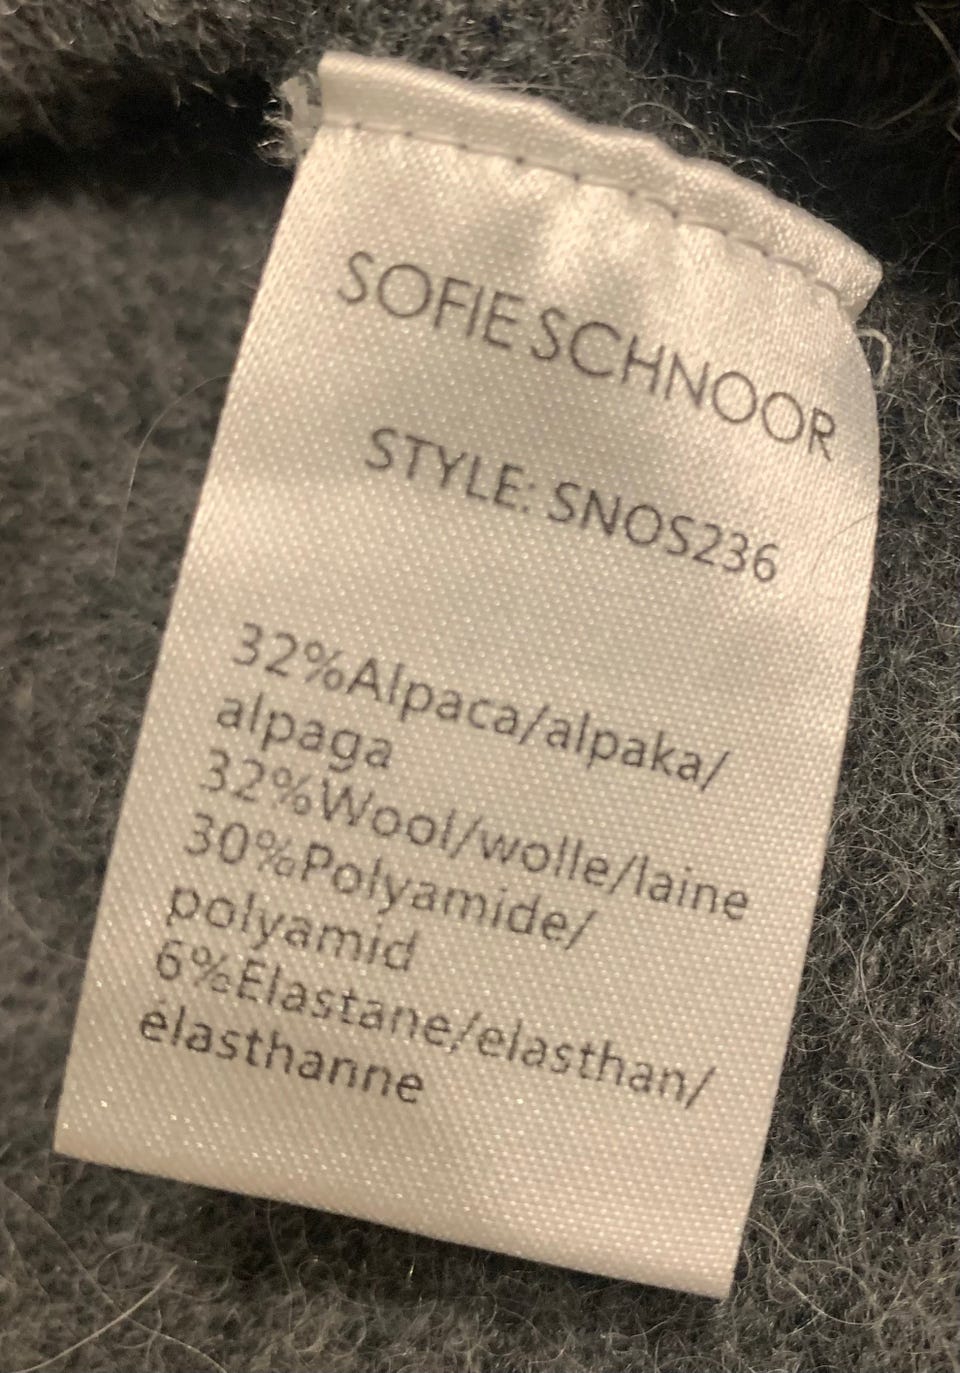 SOFIE SCHNOOR
STYLE: SNOS236
32%Alpaca/alpaka/
alpaga
32%Wool/wolle/laine
30%Polyamide/
polyamid
6%Elastane/elasthan/
élasthanne